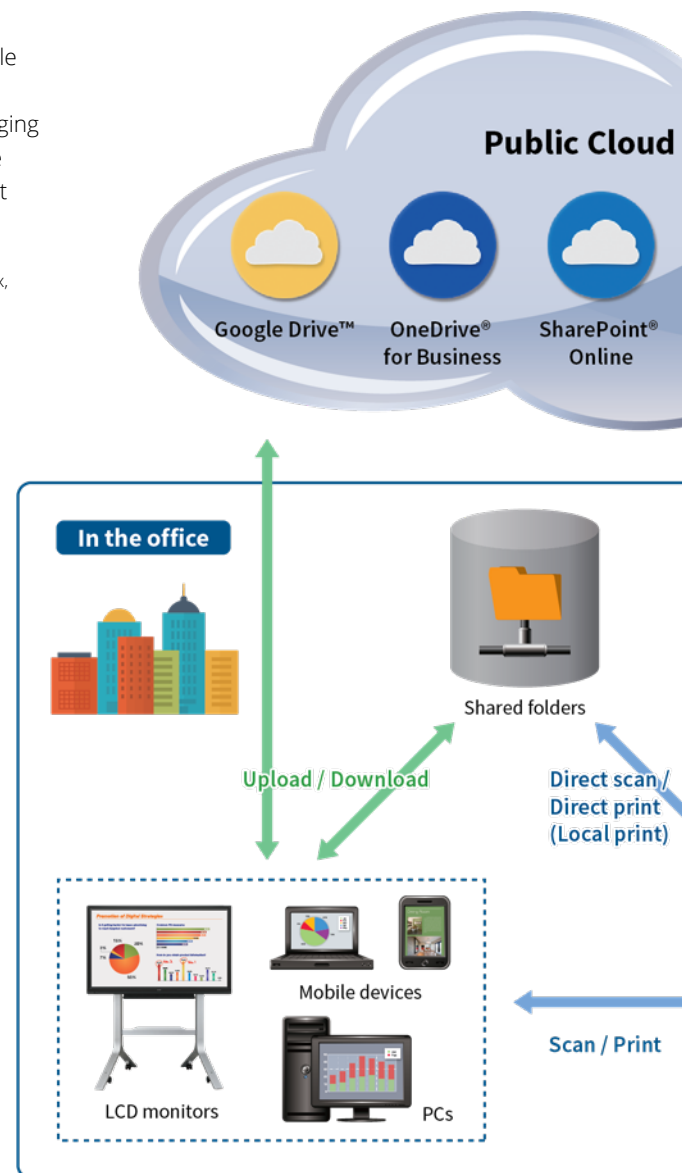 Public Cloud
Google Drive™
OneDrive®
for Business
SharePoint®
Online
In the office
Shared folders
Upload / Download
Direct scan /
Direct print
(Local print)
Mobile devices
LCD monitors
PCs
Scan / Print